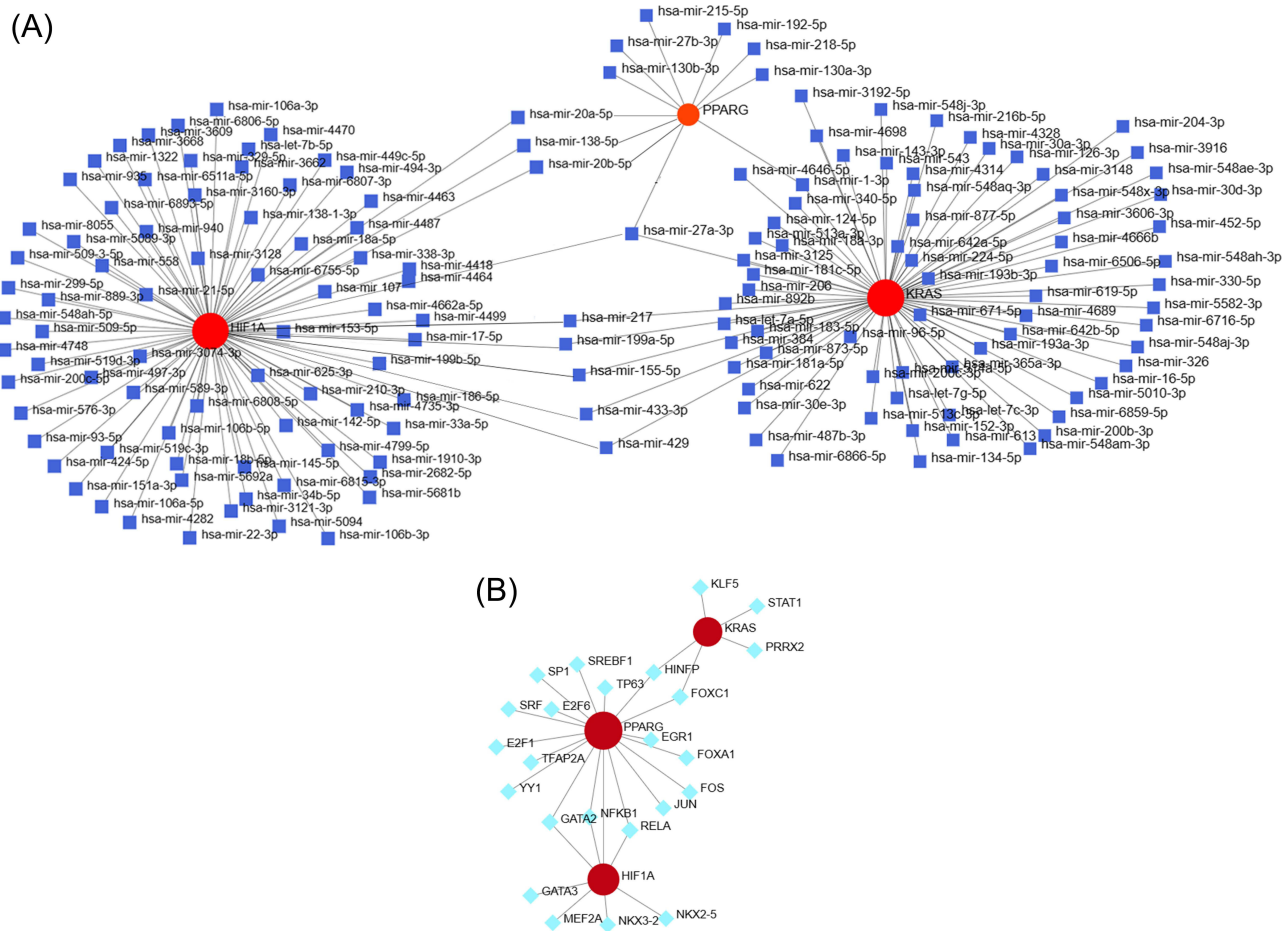 (A)
hsa-mir-215-5p
hsa-mir-192-5p
hsa-mir-27b-3p
hsa-mir-218-5p
hsa-mir-130b-3p
hsa-mir-130a-3p
PPARG
hsa-mir-20a-5p
hsa-mir-138-5p
hsa-mir-20b-5p
hsa-mir-27a-3p
hsa-mir-106a-3p
hsa-mir-6806-5p
hsa-mir-3609
hsa-mir-4470
hsa-mir-3668
hsa-let-7b-5p
hsa-mir-1322
hsa-mir-329-5p
hsa-mir-3662
hsa-mir-449c-5p
hsa-mir-494-3p
hsa-mir-935
hsa-mir-6511a-5p
hsa-mir-6807-3p
hsa-mir-3160-3p
hsa-mir-4463
hsa-mir-6893-5p
hsa-mir-138-1-3p
hsa-mir-8055
hsa-mir-940
hsa-mir-4487
hsa-mir-5089-3p
hsa-mir-18a-5p
hsa-mir-509-3-5p
hsa-mir-3128
hsa-mir-338-3p
hsa-mir-558
hsa-mir-6755-5p
hsa-mir-4418
hsa-mir-4464
hsa-mir-299-5p
hsa-mir-21-5p
hsa-mir-107
hsa-mir-889-3p
hsa-mir-4662a-5p
hsa-mir-548ah-5p
hsa-mir-4499
hsa-mir-509-5p
HIF1A
hsa-mir-153-5p
hsa-mir-17-5p
hsa-mir-4748
hsa-mir-3074-3p
hsa-mir-519d-3p
hsa-mir-199b-5p
hsa-mir-200c-5p
hsa-mir-497-3p
hsa-mir-625-3p
hsa-mir-589-3p
hsa-mir-210-3p
hsa-mir-186-5p
hsa-mir-576-3p
hsa-mir-6808-5p
hsa-mir-4735-3p
hsa-mir-142-5p
hsa-mir-33a-5p
hsa-mir-93-5p
hsa-mir-106b-5p
hsa-mir-519c-3p
hsa-mir-4799-5p
hsa-mir-424-5p
hsa-mir-18b-5p
hsa-mir-145-5p
hsa-mir-1910-3p
hsa-mir-2682-5p
hsa-mir-151a-3p
hsa-mir-5692a
hsa-mir-6815-3p
hsa-mir-5681b
hsa-mir-106a-5p
hsa-mir-34b-5p
hsa-mir-3121-3p
hsa-mir-4282
hsa-mir-5094
hsa-mir-22-3p
hsa-mir-106b-3p
hsa-mir-217
hsa-mir-199a-5p
hsa-mir-155-5p
hsa-mir-433-3p
hsa-mir-429
hsa-mir-3192-5p
hsa-mir-548j-3p
hsa-mir-216b-5p
hsa-mir-204-3p
hsa-mir-4698
hsa-mir-4328
hsa-mir-143-3p
hsa-mir-30a-3p
hsa-mir-126-3p
hsa-mir-3916
hsa-mir-543
hsa-mir-4646-5p
hsa-mir-4314
hsa-mir-3148
hsa-mir-548ae-3p
hsa-mir-1-3p
hsa-mir-548aq-3p
hsa-mir-548x-3p
hsa-mir-30d-3p
hsa-mir-340-5p
hsa-mir-124-5p
hsa-mir-877-5p
hsa-mir-3606-3p
hsa-mir-452-5p
hsa-mir-513a-3p
hsa-mir-18a-3p
hsa-mir-642a-5p
hsa-mir-4666b
hsa-mir-3125
hsa-mir-224-5p
hsa-mir-548ah-3p
hsa-mir-181c-5p
hsa-mir-193b-3p
hsa-mir-6506-5p
hsa-mir-206
hsa-mir-330-5p
hsa-mir-892b
KRAS
hsa-mir-619-5p
hsa-mir-5582-3p
hsa-let-7a-5p
hsa-mir-671-5p
hsa-mir-4689
hsa-mir-183-5p
hsa-mir-96-5p
hsa-mir-642b-5p
hsa-mir-6716-5p
hsa-mir-384
hsa-mir-873-5p
hsa-mir-193a-3p
hsa-mir-548aj-3p
hsa-mir-181a-5p
hsa-mir-200c-3p
hsa-mir-365a-3p
hsa-mir-326
hsa-mir-622
hsa-let-7g-5p
hsa-mir-16-5p
hsa-mir-5010-3p
hsa-mir-30e-3p
hsa-mir-513c-5p
hsa-let-7c-3p
hsa-mir-6859-5p
hsa-mir-152-3p
hsa-mir-487b-3p
hsa-mir-613
hsa-mir-200b-3p
hsa-mir-548am-3p
hsa-mir-6866-5p
hsa-mir-134-5p
(B)
KLF5
STAT1
KRAS
PRRX2
SREBF1
SP1
HINFP
TP63
FOXC1
SRF
E2F6
PPARG
EGR1
E2F1
TFAP2A
FOXA1
YY1
FOS
JUN
GATA2
NFKB1
RELA
HIF1A
GATA3
MEF2A
NKX3-2
NKX2-5